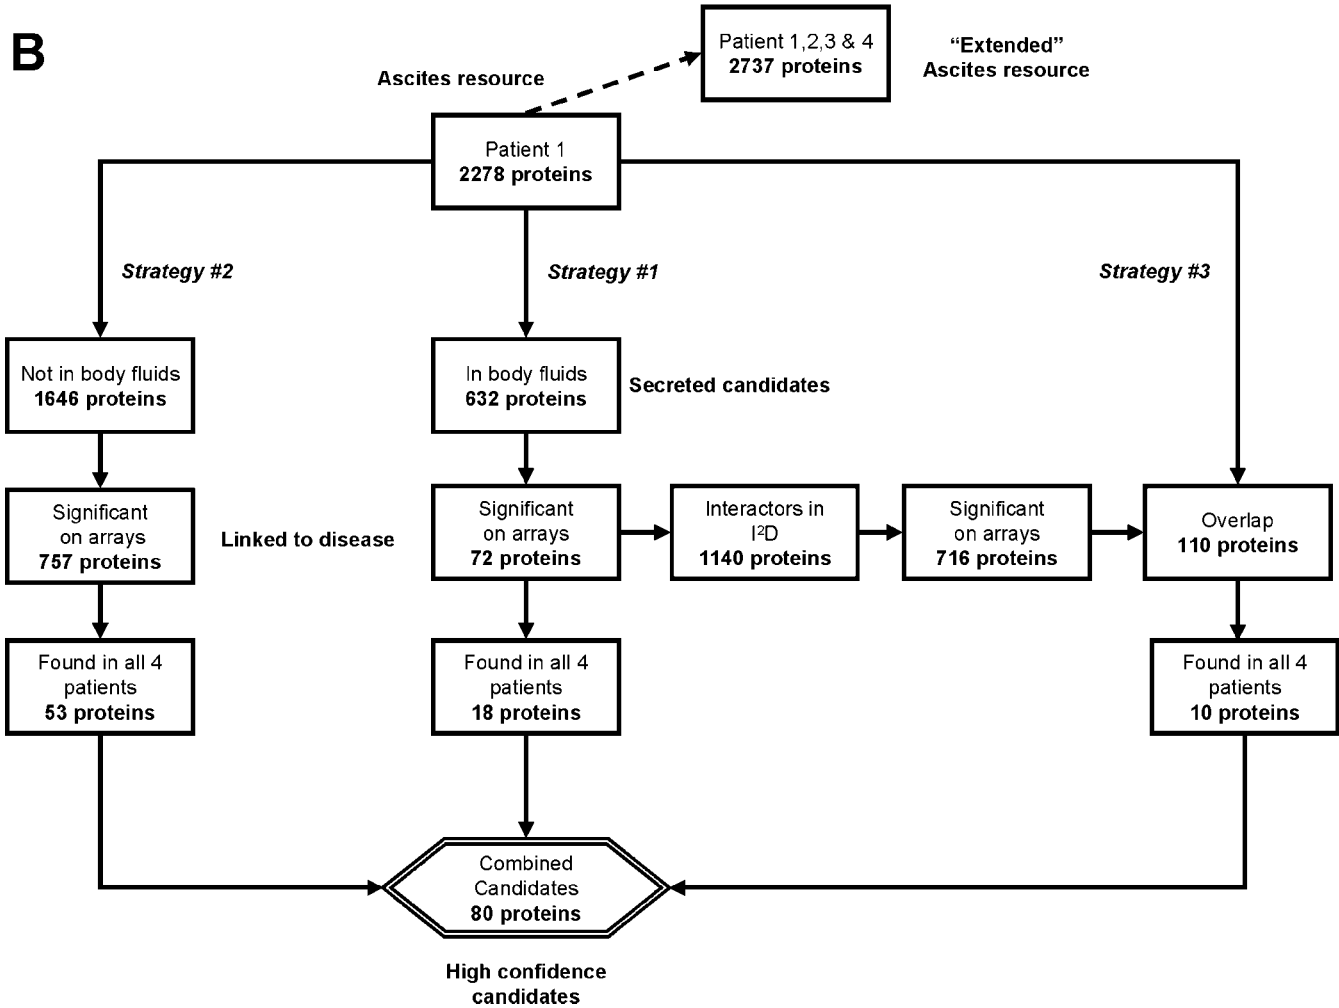 B
Patient 1,2,3 & 4
2737 proteins
“Extended”
Ascites resource
Ascites resource
Patient 1
2278 proteins
Strategy #2
Strategy #1
Strategy #3
Not in body fluids
1646 proteins
In body fluids
632 proteins
Secreted candidates
Significant
on arrays
757 proteins
Linked to disease
Significant
on arrays
72 proteins
Interactors in
I²D
1140 proteins
Significant
on arrays
716 proteins
Overlap
110 proteins
Found in all 4
patients
53 proteins
Found in all 4
patients
18 proteins
Found in all 4
patients
10 proteins
Combined
Candidates
80 proteins
High confidence
candidates